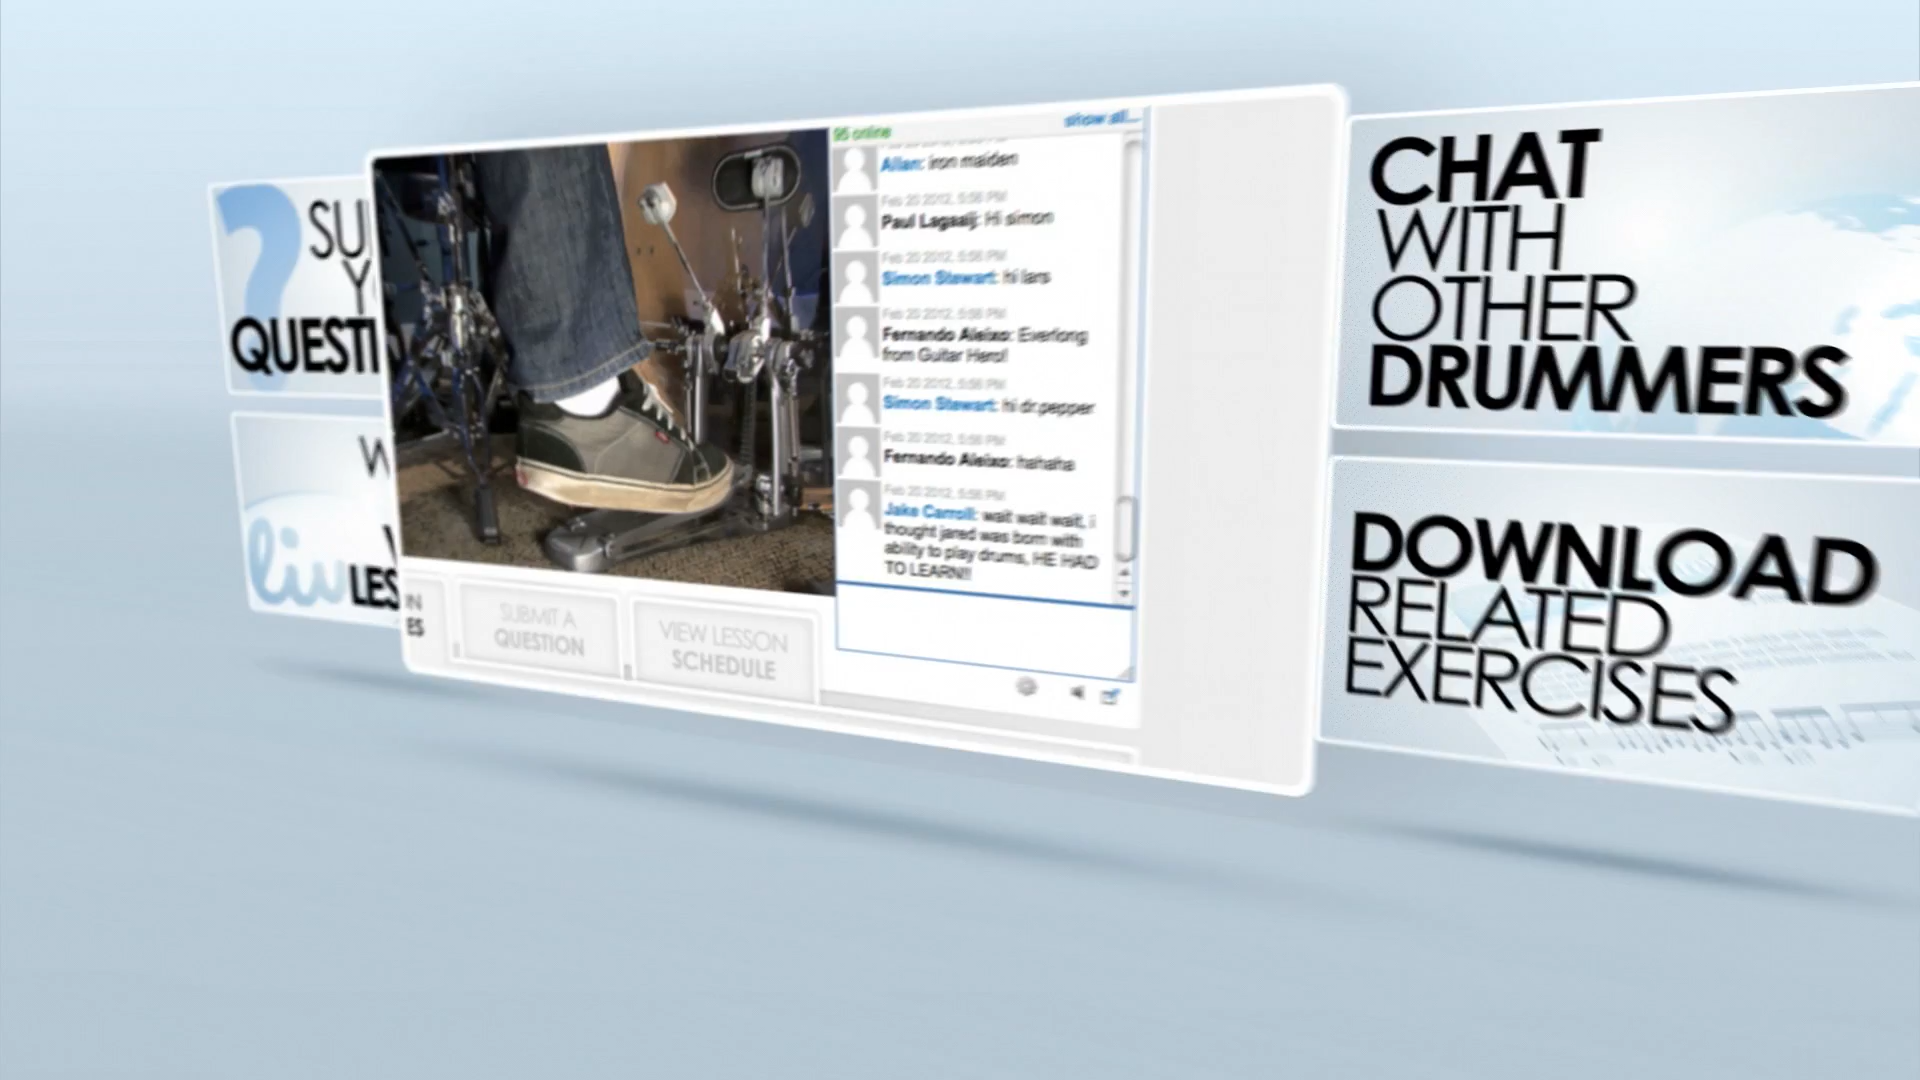 ?
SU
Y
QUESTI
W
liv
LES
95 online
show all...
Allan: iron maiden
Feb 20 2012, 5:56 PM
Paul Lagaaij: Hi simon
Feb 20 2012, 5:56 PM
Simon Stewart: hi lars
Feb 20 2012, 5:56 PM
Fernando Aleixo: Everlong
from Guitar Hero!
Feb 20 2012, 5:56 PM
Simon Stewart: hi dr.pepper
Feb 20 2012, 5:56 PM
Fernando Aleixo: hahaha
Feb 20 2012, 5:56 PM
Jake Carroll: wait wait wait, i
thought jared was born with
ability to play drums, HE HAD
TO LEARN!!
IN
ES
SUBMIT A
QUESTION
VIEW LESSON
SCHEDULE
CHAT
WITH
OTHER
DRUMMERS
DOWNLOAD
RELATED
EXERCISES